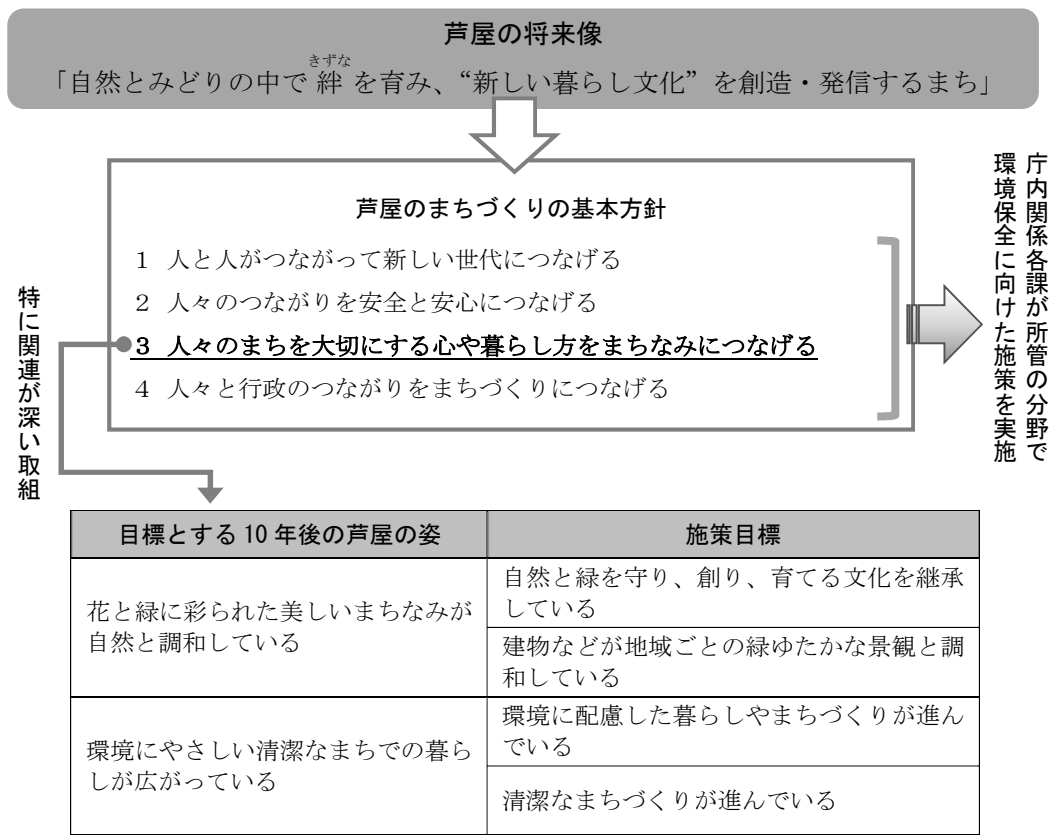 芦屋の将来像
「自然とみどりの中で絆を育み、“新しい暮らし文化”を創造・発信するまち」
きずな
芦屋のまちづくりの基本方針
1 人と人がつながって新しい世代につなげる
2 人々のつながりを安全と安心につなげる
3 人々のまちを大切にする心や暮らし方をまちなみにつなげる
4 人々と行政のつながりをまちづくりにつなげる
庁内関係各課が所管の分野で
環境保全に向けた施策を実施
特に関連が深い取組
目標とする10年後の芦屋の姿
施策目標
花と緑に彩られた美しいまちなみが
自然と調和している
自然と緑を守り、創り、育てる文化を継承
している
建物などが地域ごとの緑ゆたかな景観と調
和している
環境にやさしい清潔なまちでの暮ら
しが広がっている
環境に配慮した暮らしやまちづくりが進ん
でいる
清潔なまちづくりが進んでいる